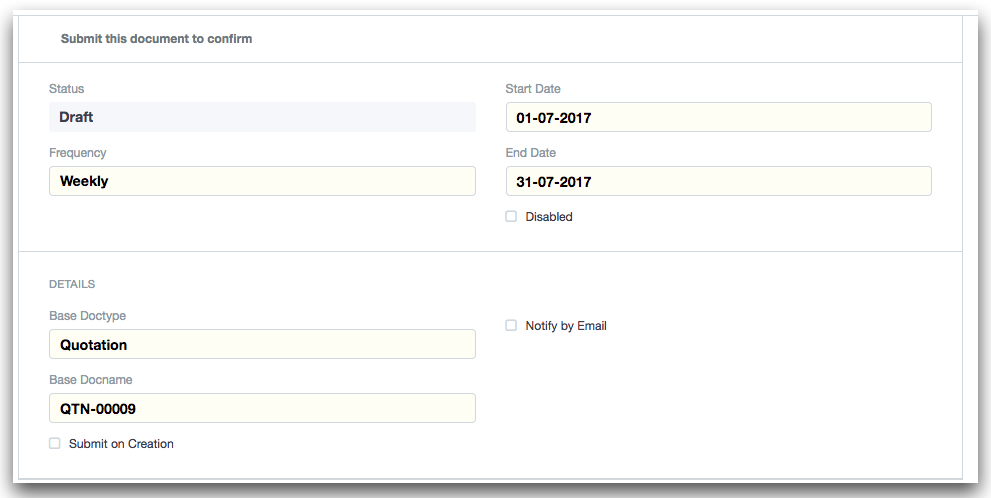 Submit this document to confirm
Status
Draft
Start Date
01-07-2017
Frequency
Weekly
End Date
31-07-2017
Disabled
DETAILS
Base Doctype
Quotation
Notify by Email
Base Docname
QTN-00009
Submit on Creation